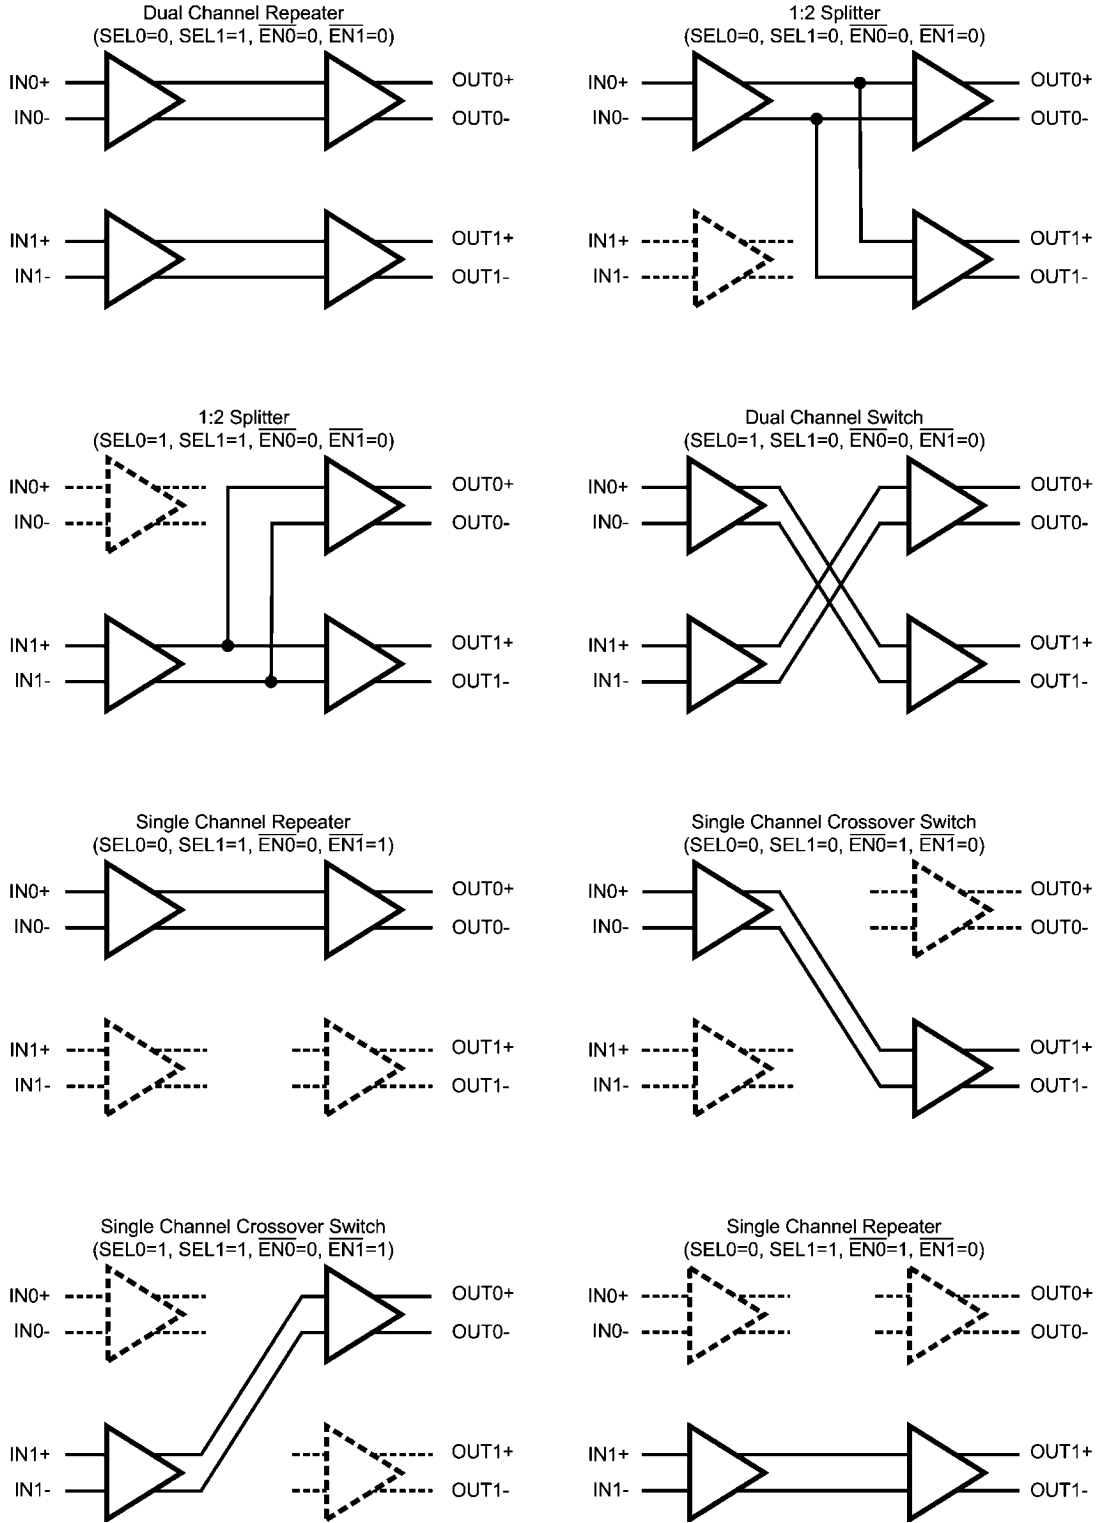 Dual Channel Repeater
(SEL0=0, SEL1=1, EN0=0, EN1=0)
IN0+
IN0-
OUT0+
OUT0-
IN1+
IN1-
OUT1+
OUT1-
1:2 Splitter
(SEL0=0, SEL1=0, EN0=0, EN1=0)
IN0+
IN0-
OUT0+
OUT0-
IN1+
IN1-
OUT1+
OUT1-
1:2 Splitter
(SEL0=1, SEL1=1, EN0=0, EN1=0)
IN0+
IN0-
OUT0+
OUT0-
IN1+
IN1-
OUT1+
OUT1-
Dual Channel Switch
(SEL0=1, SEL1=0, EN0=0, EN1=0)
IN0+
IN0-
OUT0+
OUT0-
IN1+
IN1-
OUT1+
OUT1-
Single Channel Repeater
(SEL0=0, SEL1=1, EN0=0, EN1=1)
IN0+
IN0-
OUT0+
OUT0-
IN1+
IN1-
OUT1+
OUT1-
Single Channel Crossover Switch
(SEL0=0, SEL1=0, EN0=1, EN1=0)
IN0+
IN0-
OUT0+
OUT0-
IN1+
IN1-
OUT1+
OUT1-
Single Channel Crossover Switch
(SEL0=1, SEL1=1, EN0=0, EN1=1)
IN0+
IN0-
OUT0+
OUT0-
IN1+
IN1-
OUT1+
OUT1-
Single Channel Repeater
(SEL0=0, SEL1=1, EN0=1, EN1=0)
IN0+
IN0-
OUT0+
OUT0-
IN1+
IN1-
OUT1+
OUT1-